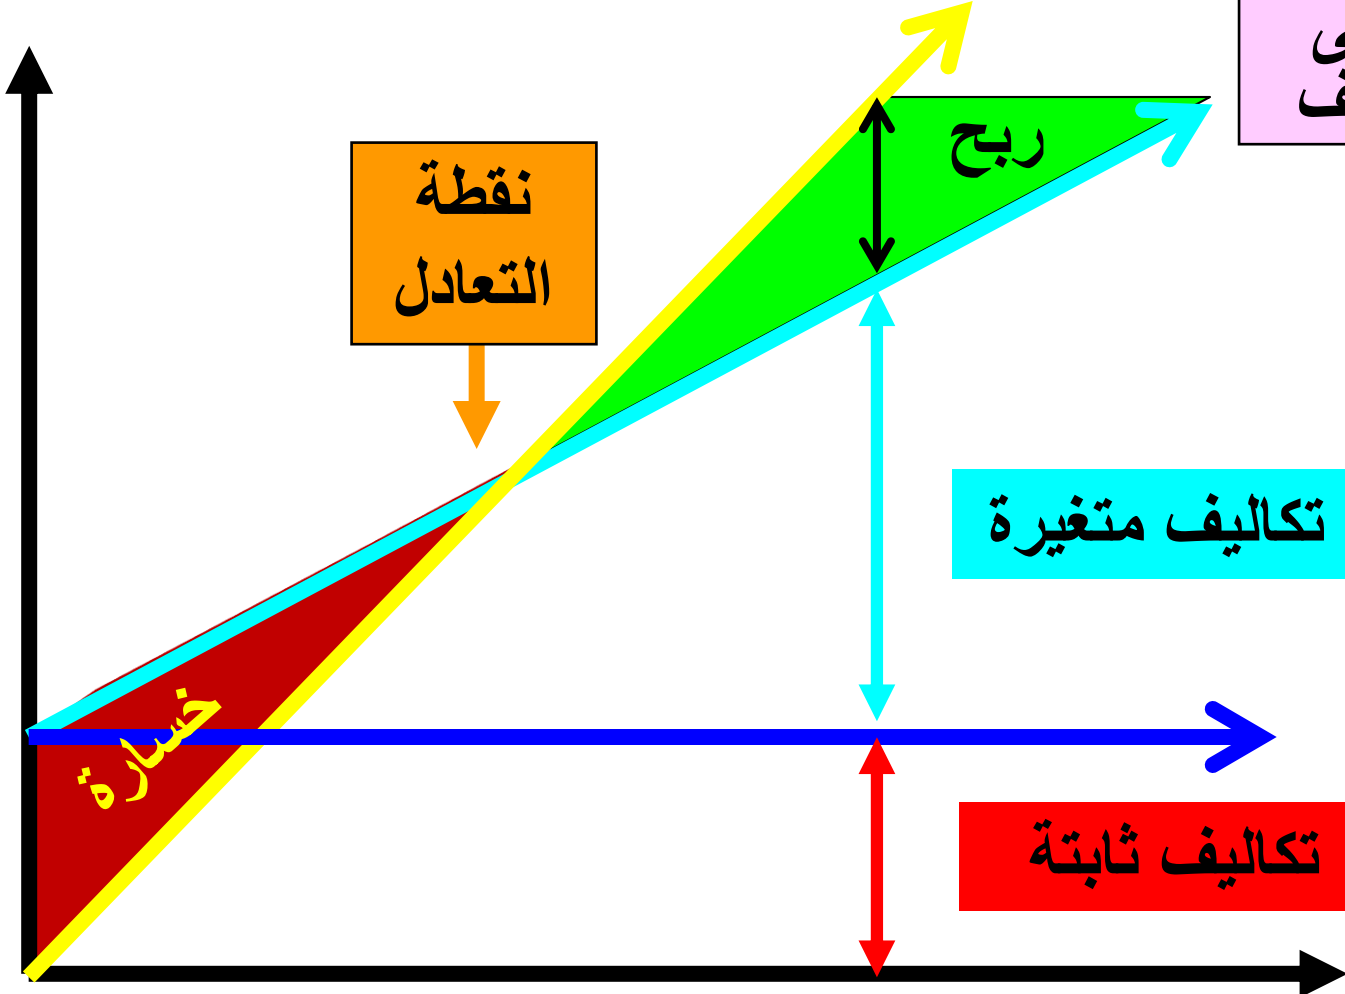 ربح
نقطة
التعادل
تكاليف متغيرة
خسارة
تكاليف ثابتة